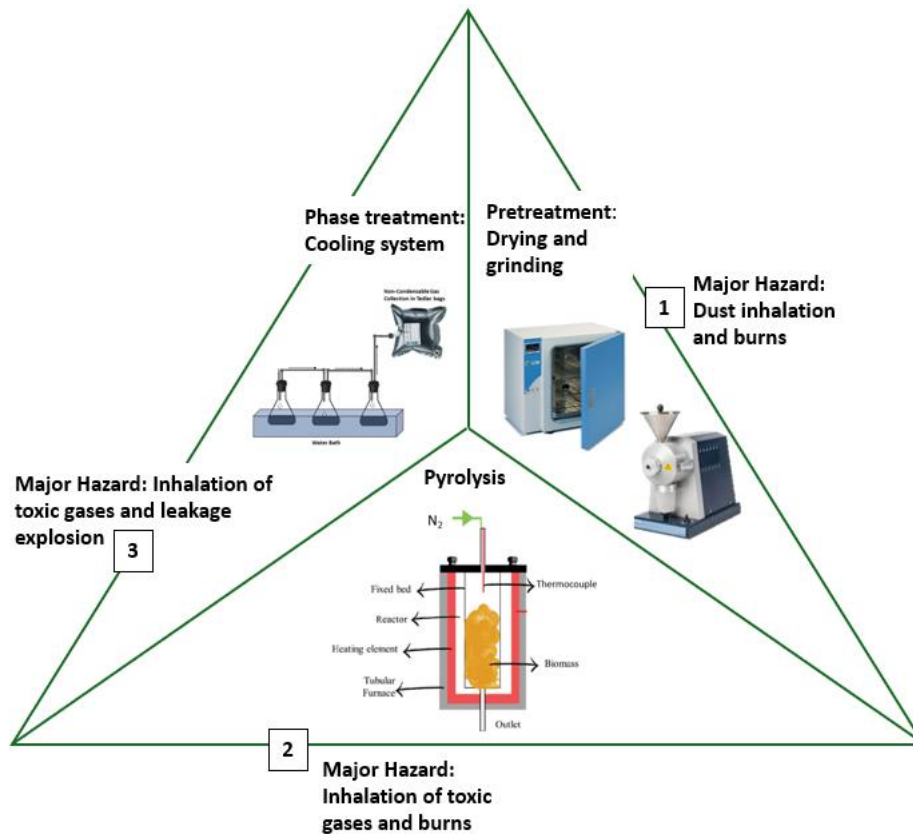 Phase treatment:
Cooling system
Non-Condensable Gas
Collection in Tedler bags
Water Bath
Pretreatment:
Drying and
grinding
1
Major Hazard:
Dust inhalation
and burns
Major Hazard: Inhalation of
toxic gases and leakage
explosion
3
Pyrolysis
N₂
Fixed bed
Thermocouple
Reactor
Heating element
Biomass
Tubular
Furnace
Outlet
2
Major Hazard:
Inhalation of toxic
gases and burns